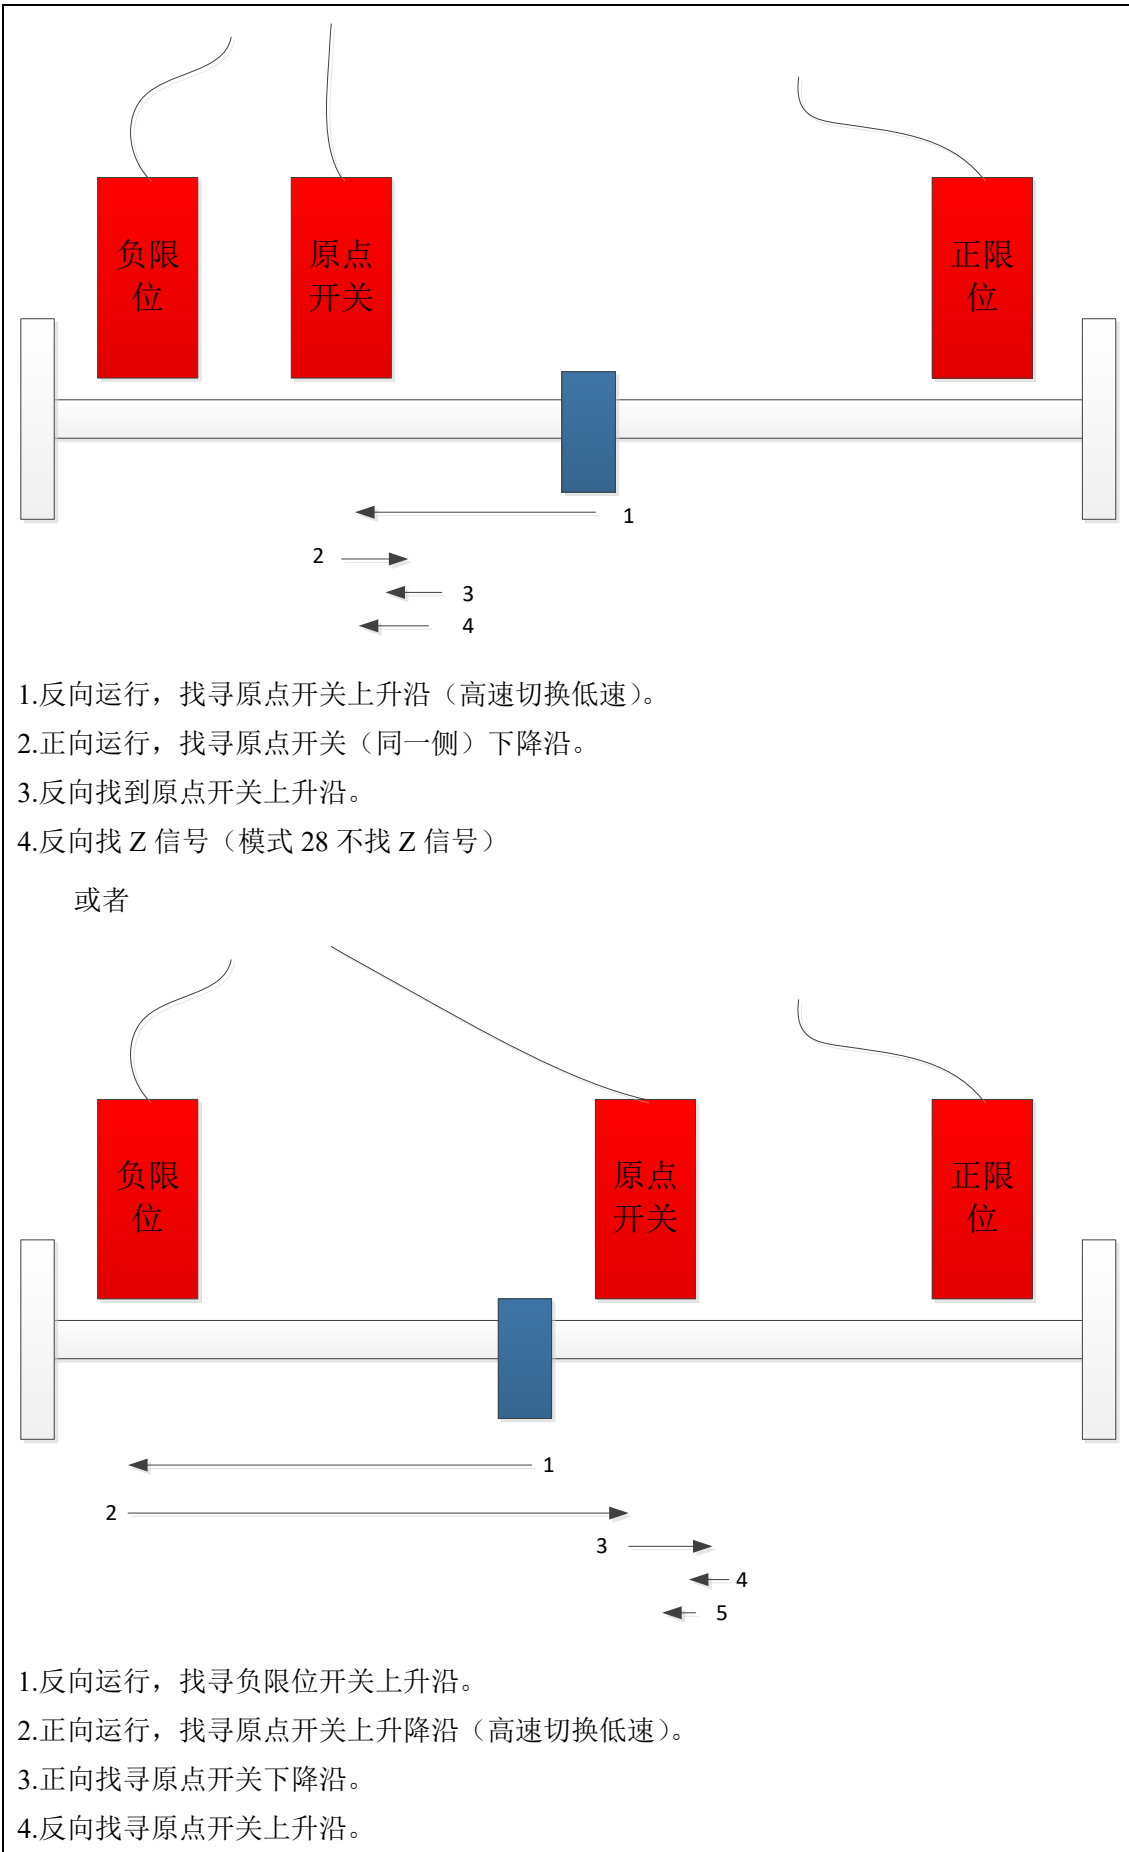 负限
位
原点
开关
正限
位
1
2
3
4
1.反向运行，找寻原点开关上升沿（高速切换低速）。
2.正向运行，找寻原点开关（同一侧）下降沿。
3.反向找到原点开关上升沿。
4.反向找 Z 信号（模式 28 不找 Z 信号）
或者
负限
位
原点
开关
正限
位
1
2
3
4
5
1.反向运行，找寻负限位开关上升沿。
2.正向运行，找寻原点开关上升降沿（高速切换低速）。
3.正向找寻原点开关下降沿。
4.反向找寻原点开关上升沿。